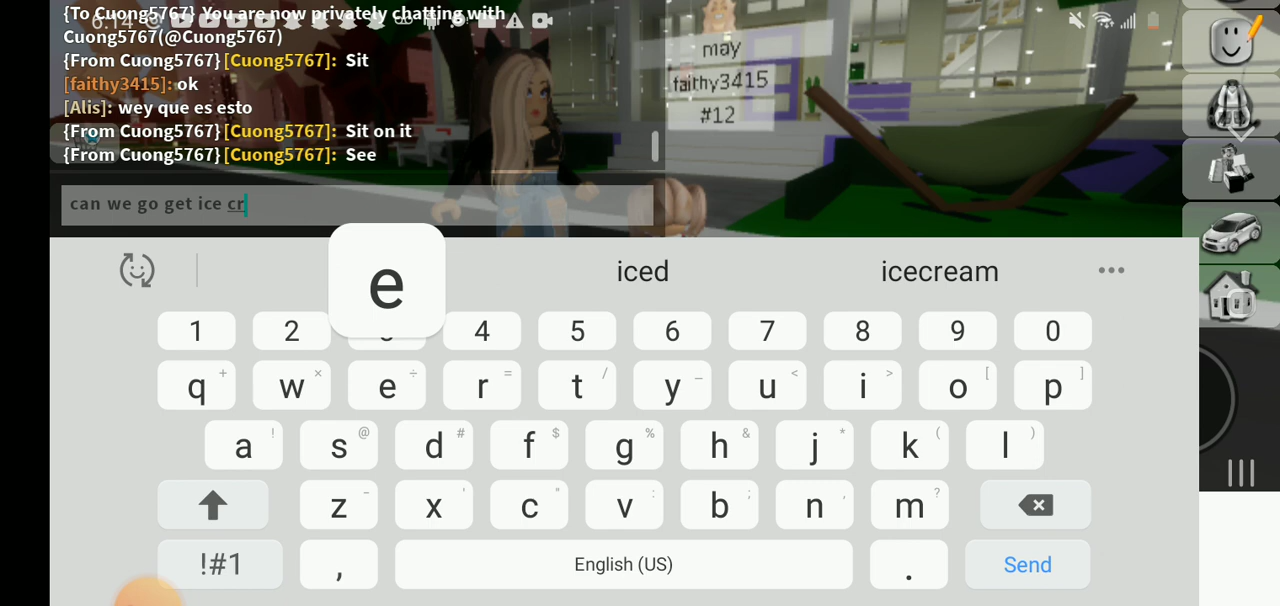 {To Cuong5767} You are now privately chatting with
Cuong5767(@Cuong5767)
{From Cuong5767} [Cuong5767]: Sit
[faithy3415]: ok
[Alis]: wey que es esto
{From Cuong5767} [Cuong5767]: Sit on it
{From Cuong5767} [Cuong5767]: See
may
faithy3415
#12
can we go get ice cr
e
iced
icecream
1 2 4 5 6 7 8 9 0
q + w × e ÷ r = t / y _ u < i > o [ p ]
a ! s @ d # f $ g % h & j * k ( l )
z - x ' c " v : b ; n , m ?
!#1 , English (US) . Send